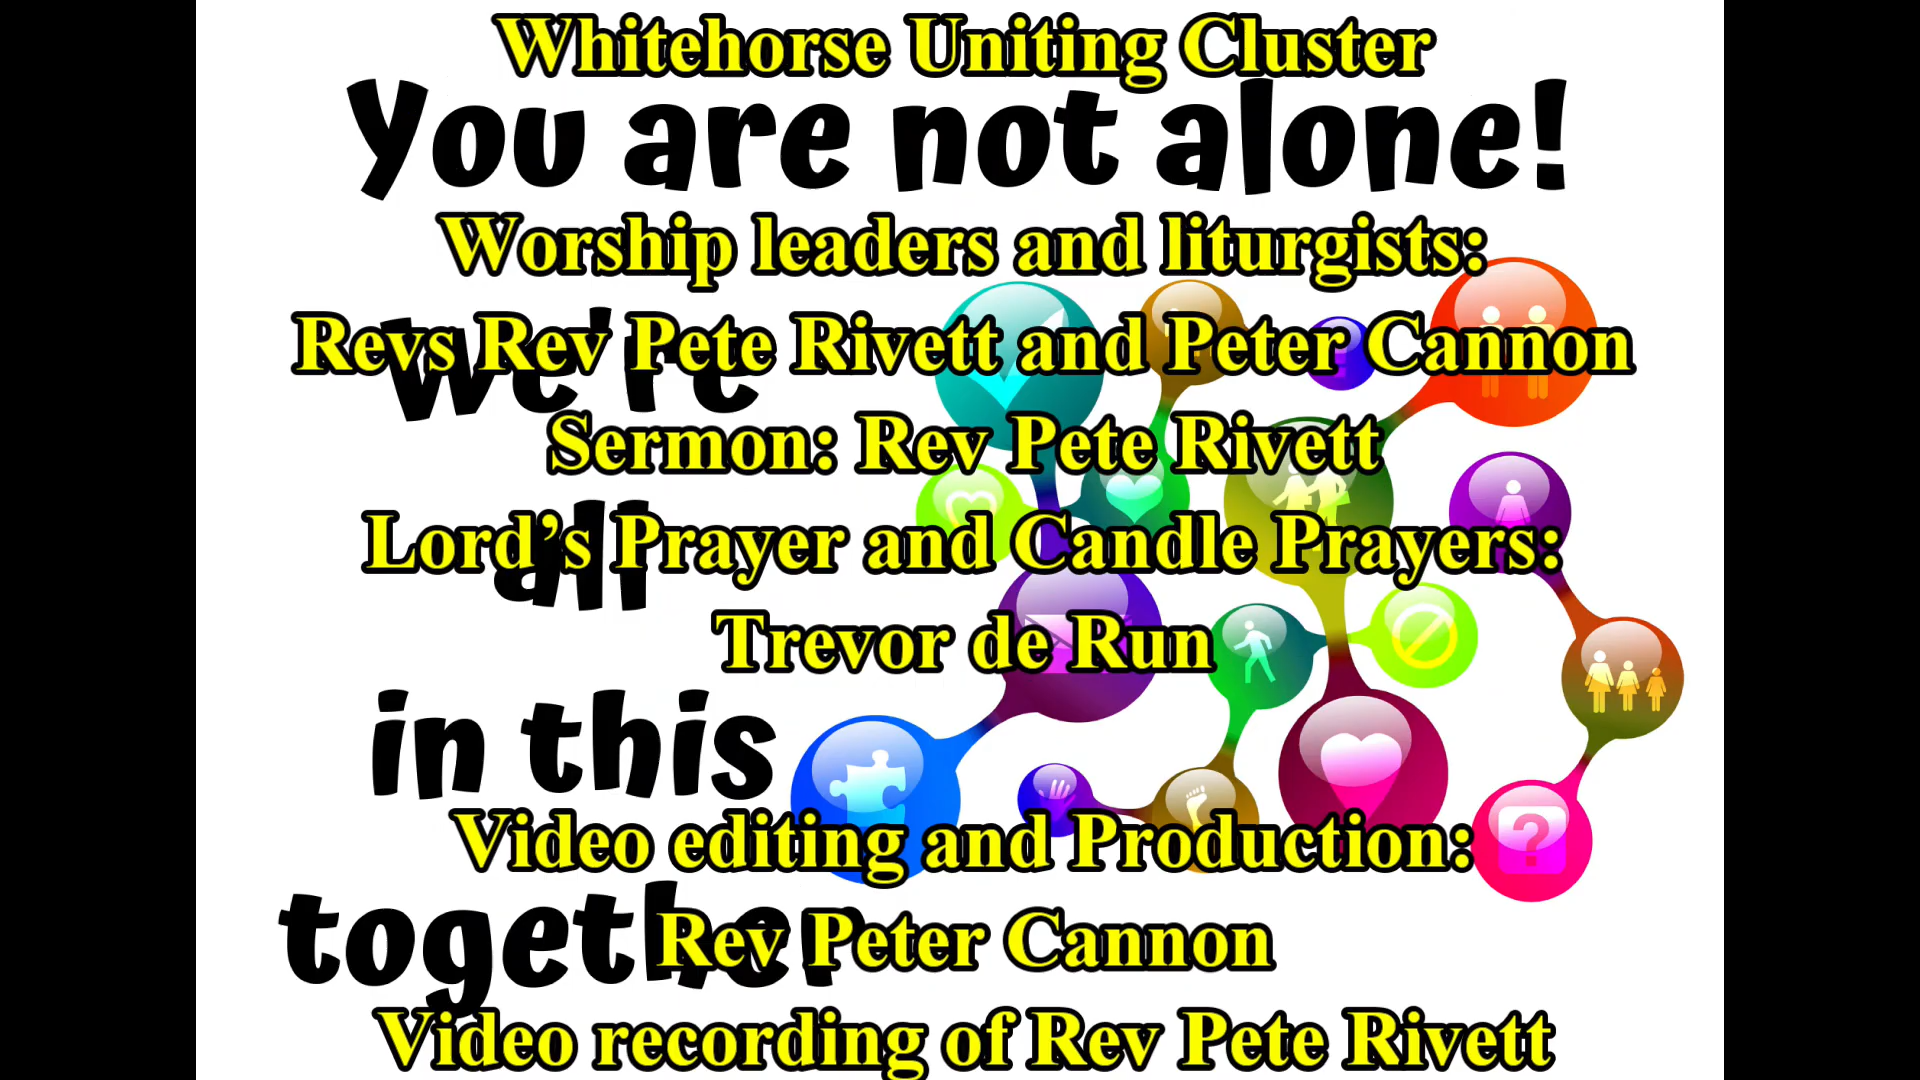 Whitehorse Uniting Cluster
You are not alone!
Worship leaders and liturgists:
Revs Rev Pete Rivett and Peter Cannon
we're
Sermon: Rev Pete Rivett
Lord’s Prayer and Candle Prayers:
all
Trevor de Run
in this
Video editing and Production:
together
Rev Peter Cannon
Video recording of Rev Pete Rivett